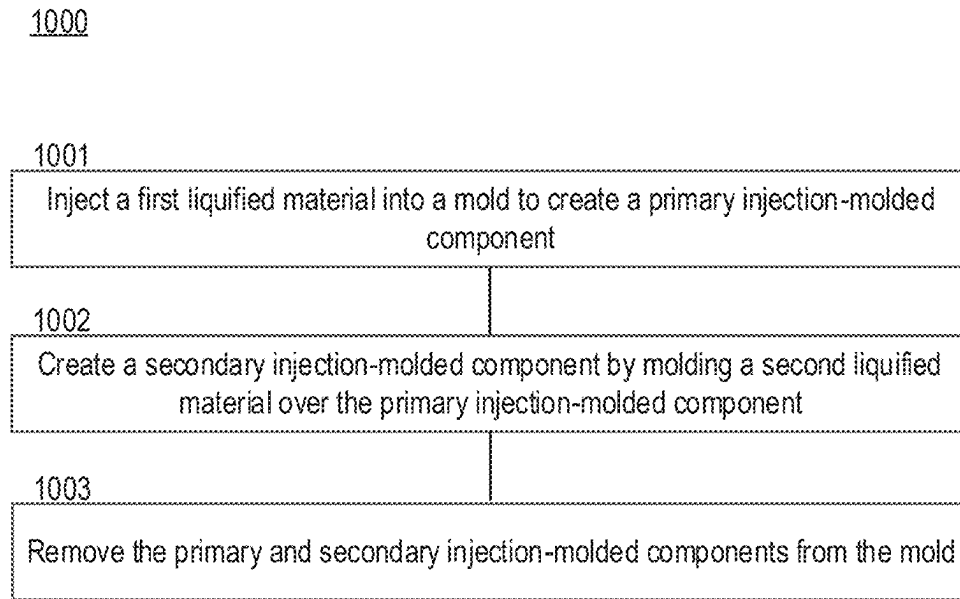 1000
1001
Inject a first liquified material into a mold to create a primary injection-molded
component
1002
Create a secondary injection-molded component by molding a second liquified
material over the primary injection-molded component
1003
Remove the primary and secondary injection-molded components from the mold